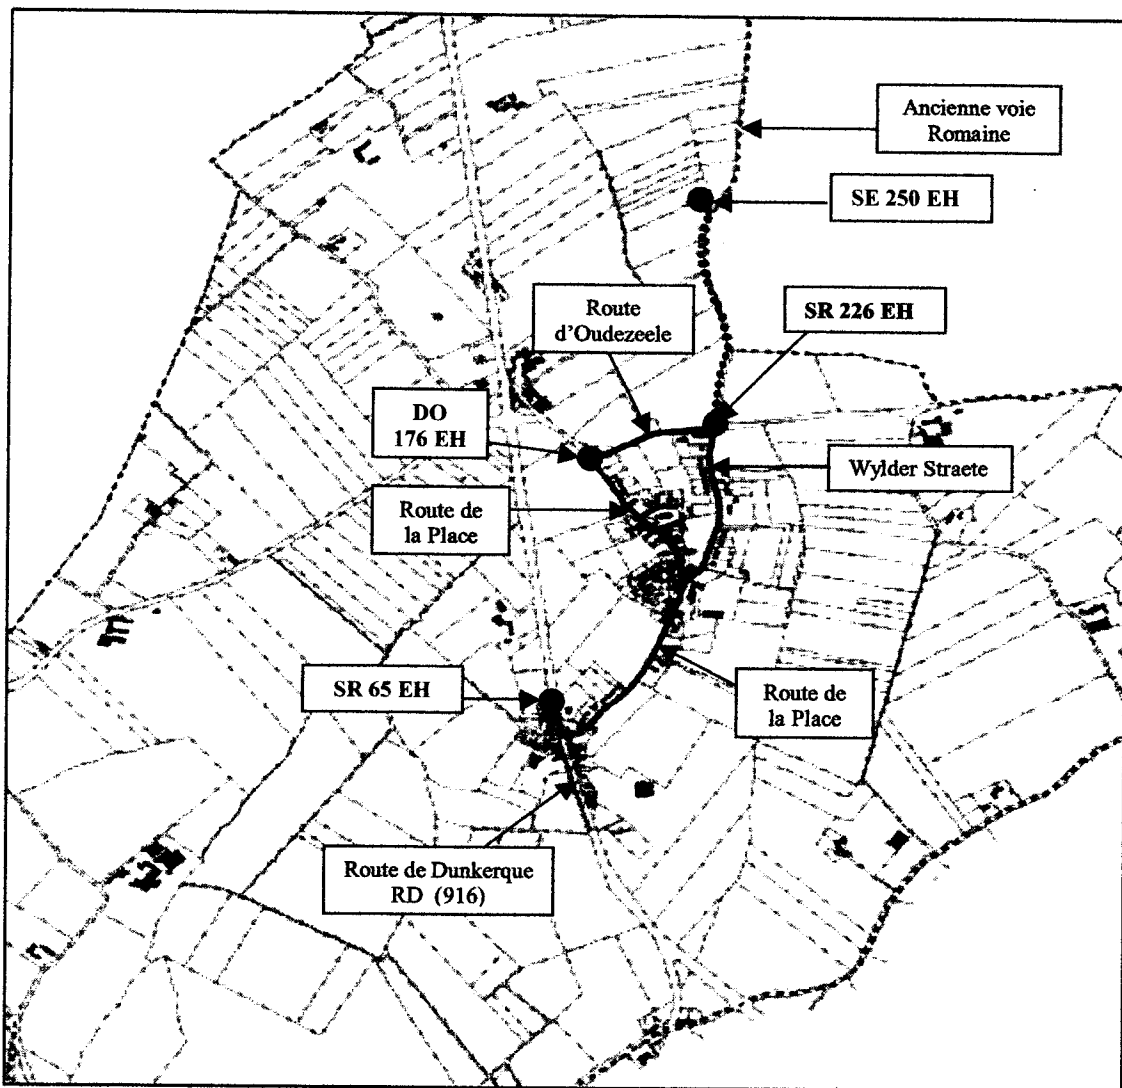 Ancienne voie
Romaine
SE 250 EH
Route
d'Oudezeele
SR 226 EH
DO
176 EH
Wylder Straete
Route de
la Place
SR 65 EH
Route de
la Place
Route de Dunkerque
RD (916)